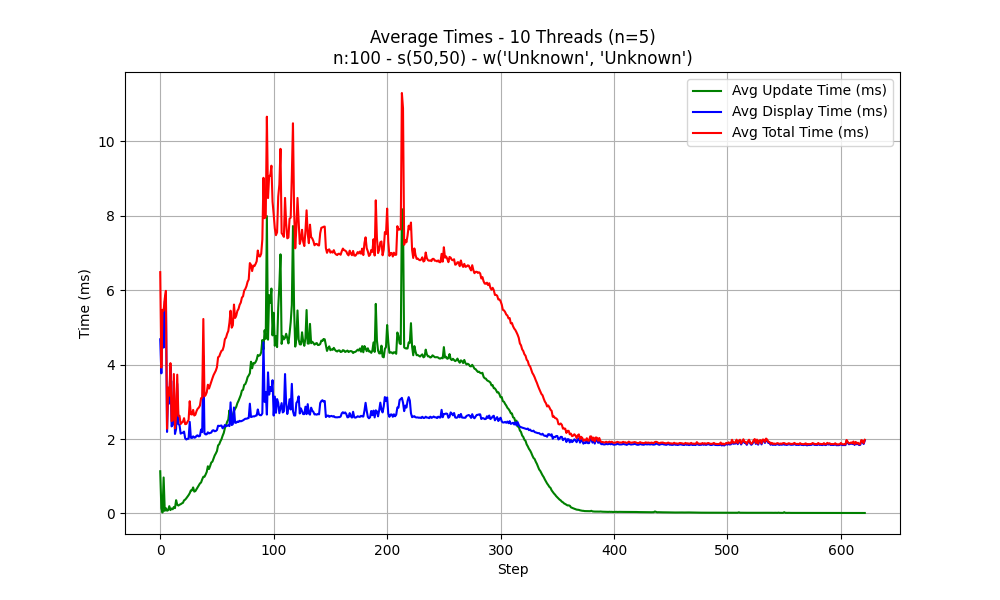 Average Times - 10 Threads (n=5)
n:100 - s(50,50) - w('Unknown', 'Unknown')
Avg Update Time (ms)
Avg Display Time (ms)
Avg Total Time (ms)
Time (ms)
10
8
6
4
2
0
0 100 200 300 400 500 600
Step